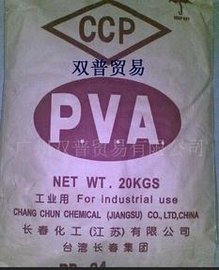 CCP
双普贸易
P.V.A.
NET WT. 20KGS
工业用 For industrial use
CHANG CHUN CHEMICAL (JIANGSU) CO., LTD,CHINA
长春化工(江苏)有限公司
台湾长春集团